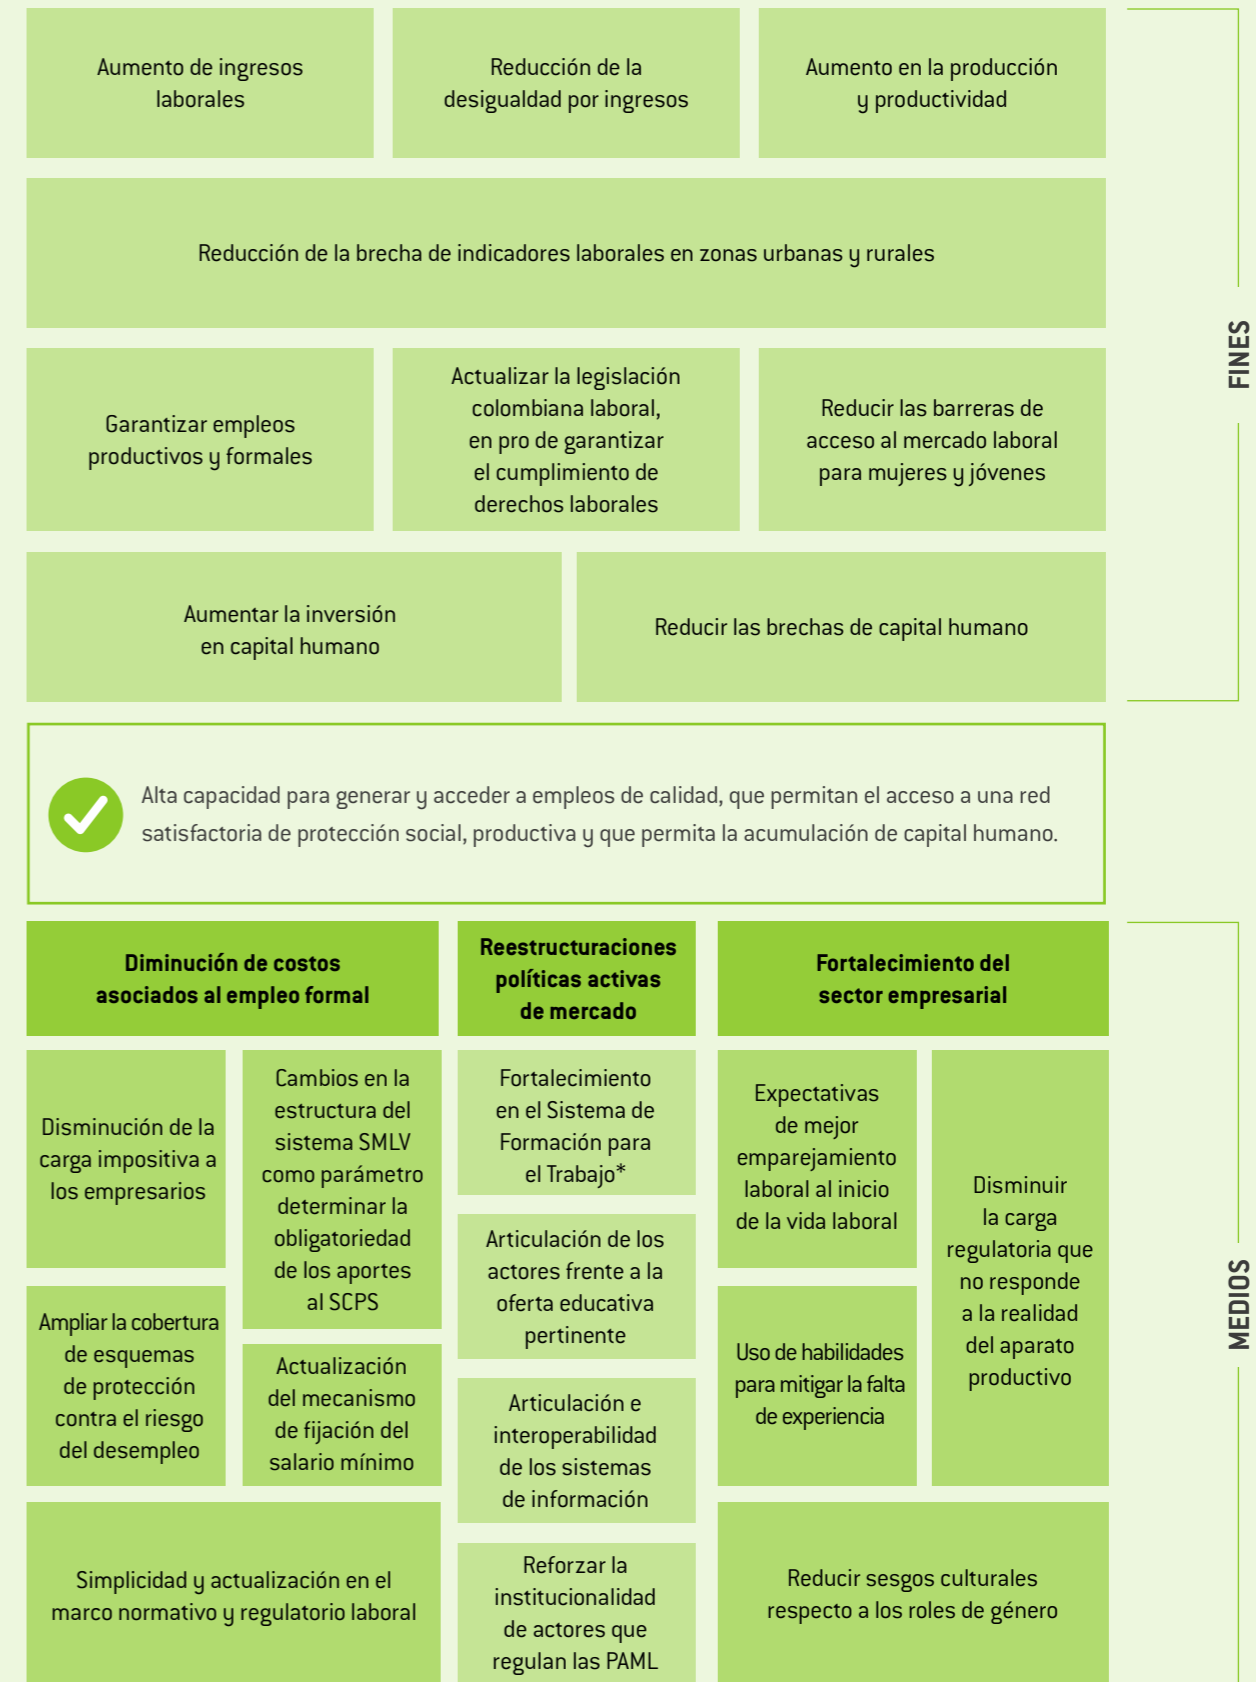 Aumento de ingresos
laborales
Reducción de la
desigualdad por ingresos
Aumento en la producción
y productividad
Reducción de la brecha de indicadores laborales en zonas urbanas y rurales
Garantizar empleos
productivos y formales
Actualizar la legislación
colombiana laboral,
en pro de garantizar
el cumplimiento de
derechos laborales
Reducir las barreras de
acceso al mercado laboral
para mujeres y jóvenes
Aumentar la inversión
en capital humano
Reducir las brechas de capital humano
FINES
Alta capacidad para generar y acceder a empleos de calidad, que permitan el acceso a una red
satisfactoria de protección social, productiva y que permita la acumulación de capital humano.
Diminución de costos
asociados al empleo formal
Disminución de la
carga impositiva a
los empresarios
Ampliar la cobertura
de esquemas
de protección
contra el riesgo
del desempleo
Cambios en la
estructura del
sistema SMLV
como parámetro
determinar la
obligatoriedad
de los aportes
al SCPS
Actualización
del mecanismo
de fijación del
salario mínimo
Simplicidad y actualización en el
marco normativo y regulatorio laboral
Reestructuraciones
políticas activas
de mercado
Fortalecimiento
en el Sistema de
Formación para
el Trabajo*
Articulación de los
actores frente a la
oferta educativa
pertinente
Articulación e
interoperabilidad
de los sistemas
de información
Reforzar la
institucionalidad
de actores que
regulan las PAML
Fortalecimiento del
sector empresarial
Expectativas
de mejor
emparejamiento
laboral al inicio
de la vida laboral
Uso de habilidades
para mitigar la falta
de experiencia
Disminuir
la carga
regulatoria que
no responde
a la realidad
del aparato
productivo
Reducir sesgos culturales
respecto a los roles de género
MEDIOS